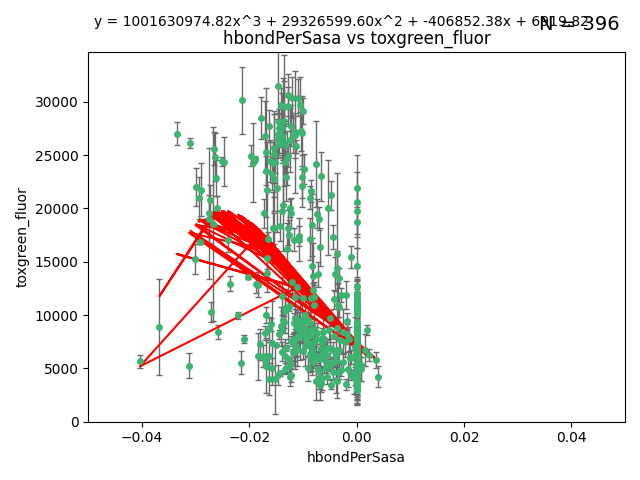 y = 1001630974.82x^3 + 29326599.60x^2 + -406852.38x + 6919.82
N = 396
hbondPerSasa vs toxgreen_fluor
toxgreen_fluor
30000
25000
20000
15000
10000
5000
0
−0.04
−0.02
0.00
0.02
0.04
hbondPerSasa